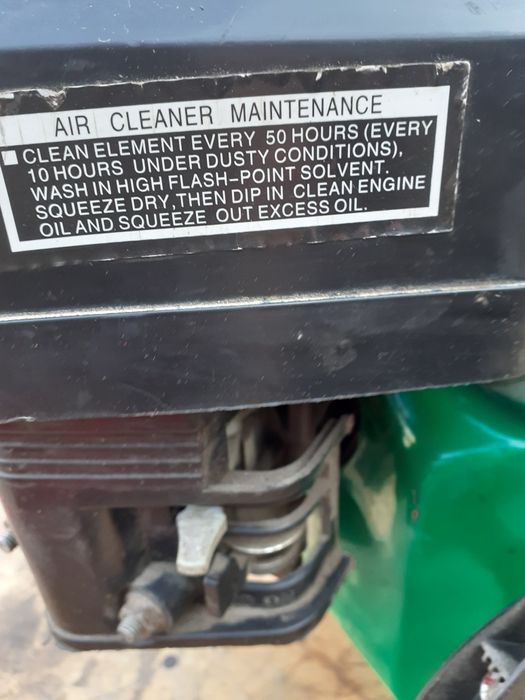 AIR CLEANER MAINTENANCE
CLEAN ELEMENT EVERY 50 HOURS (EVERY
10 HOURS UNDER DUSTY CONDITIONS),
WASH IN HIGH FLASH-POINT SOLVENT.
SQUEEZE DRY,THEN DIP IN CLEAN ENGINE
OIL AND SQUEEZE OUT EXCESS OIL.